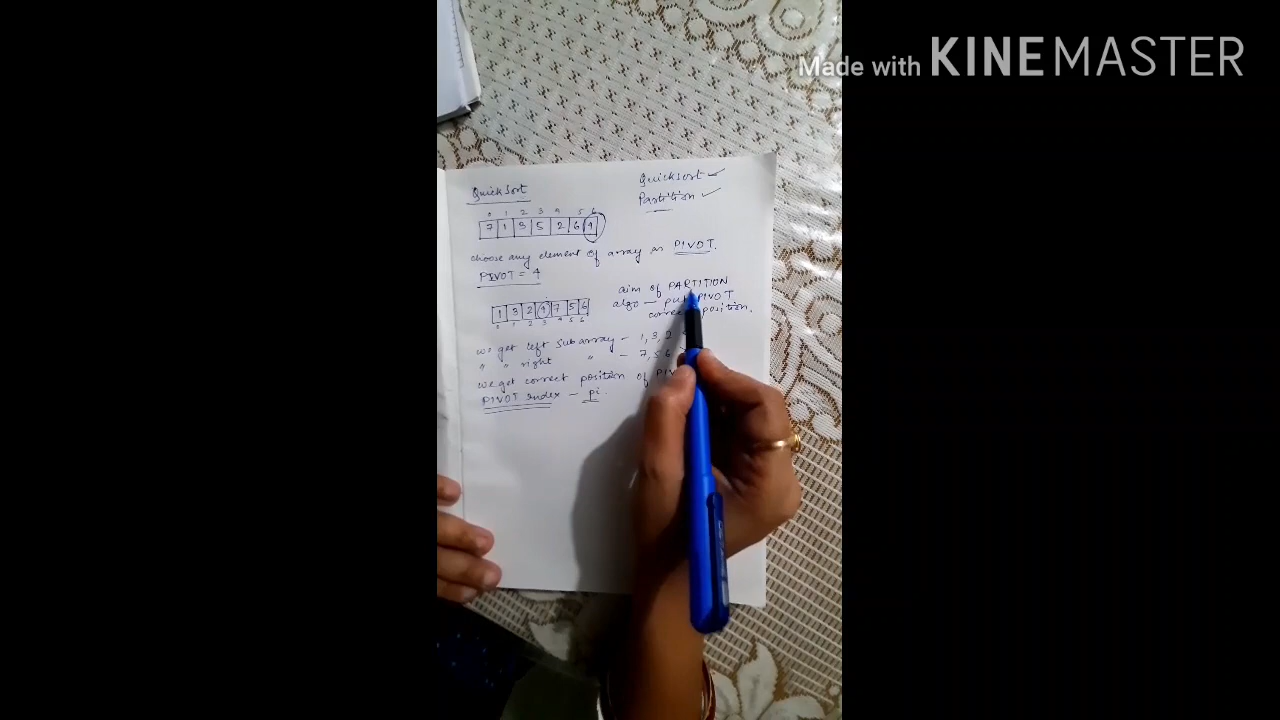 Made with KINEMASTER
Quicksort
Quicksort
Partition
0 1 2 3 4 5 6
7 1 3 5 2 6 4
choose any element of array as PIVOT.
PIVOT = 4
aim of PARTITION
algo - put PIVOT
correct position.
1 3 2 4 7 5 6
0 1 2 3 4 5 6
we get left subarray - 1, 3, 2
" " right " - 7, 5 6
we get correct position of
PIVOT index - pi.